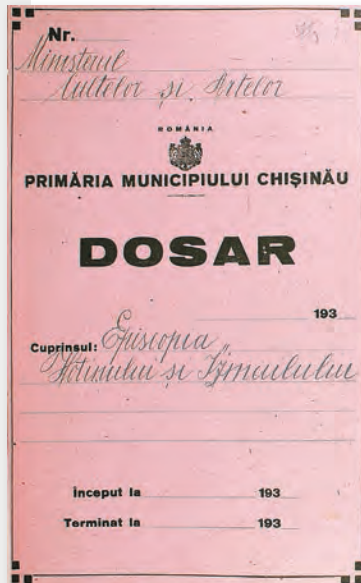 Nr.
Ministerul
Cultelor și Artelor
ROMÂNIA
PRIMĂRIA MUNICIPIULUI CHIȘINĂU
DOSAR
193
Cuprinsul: Episcopia
Hotinului și Ismailului
Început la 193
Terminat la 193